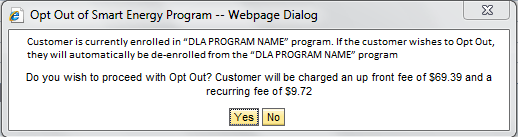 Opt Out of Smart Energy Program -- Webpage Dialog
Customer is currently enrolled in “DLA PROGRAM NAME” program. If the customer wishes to Opt Out,
they will automatically be de-enrolled from the “DLA PROGRAM NAME” program
Do you wish to proceed with Opt Out? Customer will be charged an up front fee of $69.39 and a
recurring fee of $9.72
Yes No